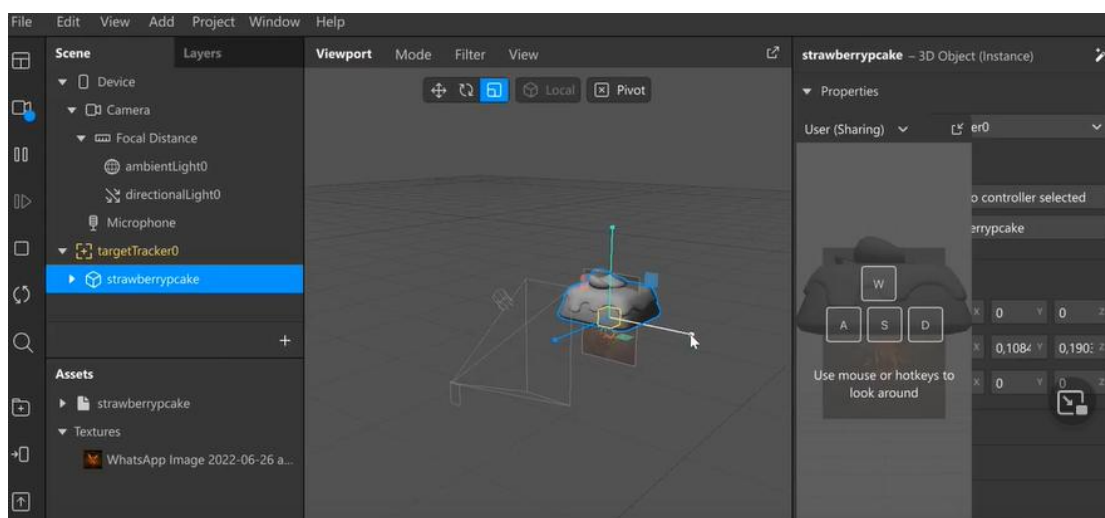 File Edit View Add Project Window Help
Scene Layers
Device
Camera
Focal Distance
ambientLight0
directionalLight0
Microphone
targetTracker0
strawberrypcake
+
Assets
strawberrypcake
Textures
WhatsApp Image 2022-06-26 a...
Viewport Mode Filter View
Local Pivot
strawberrypcake – 3D Object (Instance)
Properties
User (Sharing)
er0
o controller selected
errypcake
W
A S D
Use mouse or hotkeys to
look around
X 0 Y 0 Z
X 0,1084 Y 0,190 Z
X 0 Y 0 Z